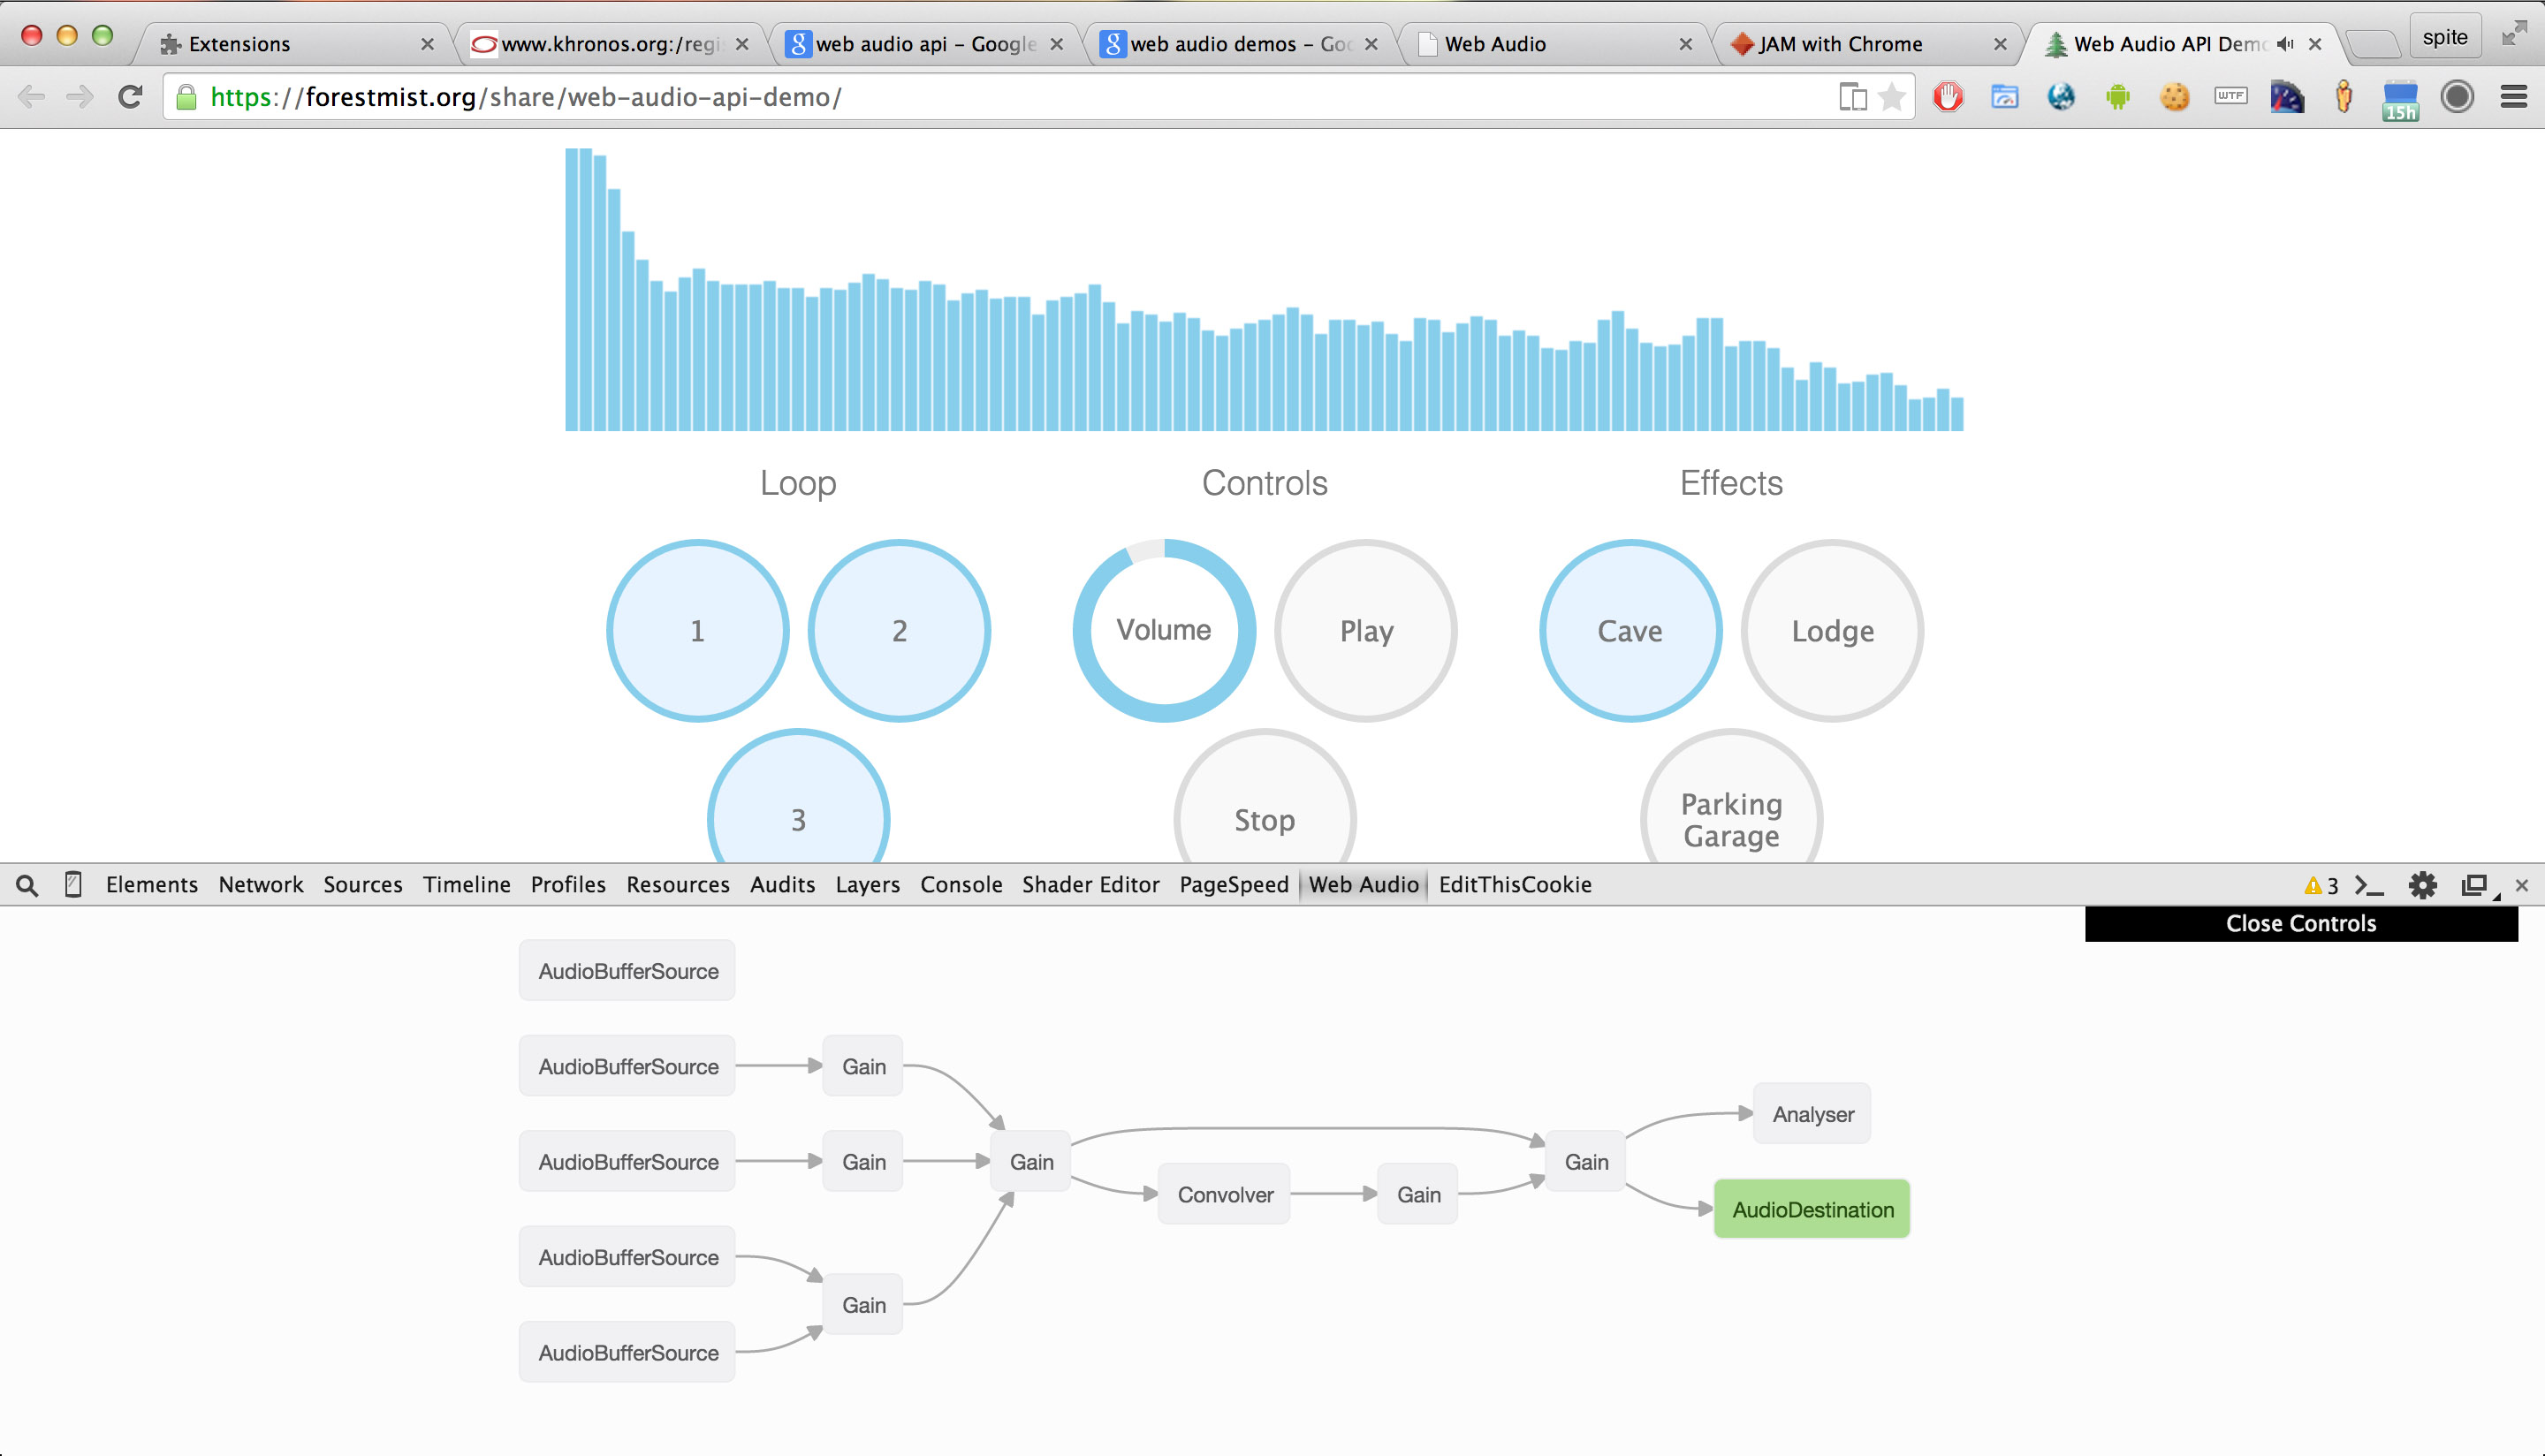 Extensions
www.khronos.org:/regi
web audio api – Google
web audio demos – Goo
Web Audio
JAM with Chrome
Web Audio API Demo
spite
https://forestmist.org/share/web-audio-api-demo/
WTF
15h
Loop
Controls
Effects
1
2
Volume
Play
Cave
Lodge
3
Stop
Parking
Garage
Elements Network Sources Timeline Profiles Resources Audits Layers Console Shader Editor PageSpeed Web Audio EditThisCookie
3
Close Controls
AudioBufferSource
AudioBufferSource
Gain
Analyser
AudioBufferSource
Gain
Gain
Gain
Convolver
Gain
AudioDestination
AudioBufferSource
Gain
AudioBufferSource